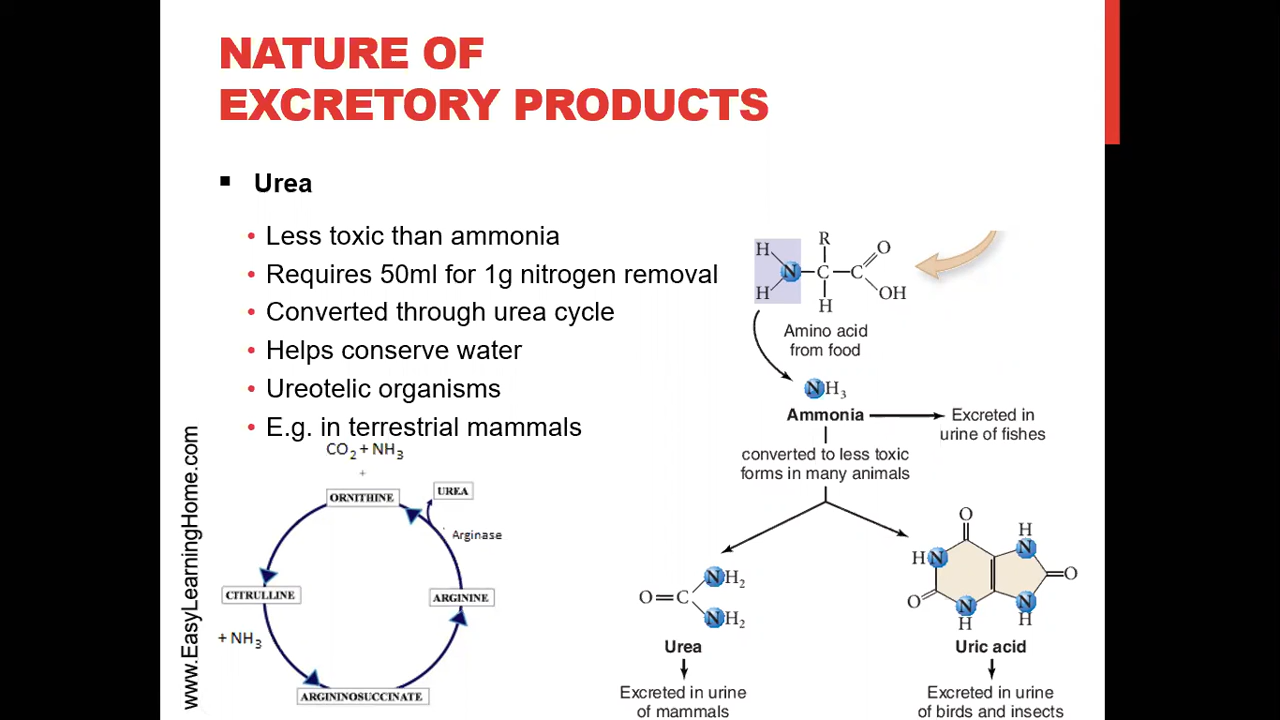 NATURE OF
EXCRETORY PRODUCTS
▪ Urea
• Less toxic than ammonia
• Requires 50ml for 1g nitrogen removal
• Converted through urea cycle
• Helps conserve water
• Ureotelic organisms
• E.g. in terrestrial mammals
www.EasyLearningHome.com
CO₂ + NH₃
+
ORNITHINE
UREA
Arginase
CITRULLINE
ARGININE
+ NH₃
ARGININOSUCCINATE
H
R
O
N
C
C
H
H
OH
Amino acid
from food
NH₃
Ammonia
Excreted in
urine of fishes
converted to less toxic
forms in many animals
NH₂
O=C
NH₂
Urea
Excreted in urine
of mammals
O
H
HN
N
O
O
N
N
H
H
Uric acid
Excreted in urine
of birds and insects